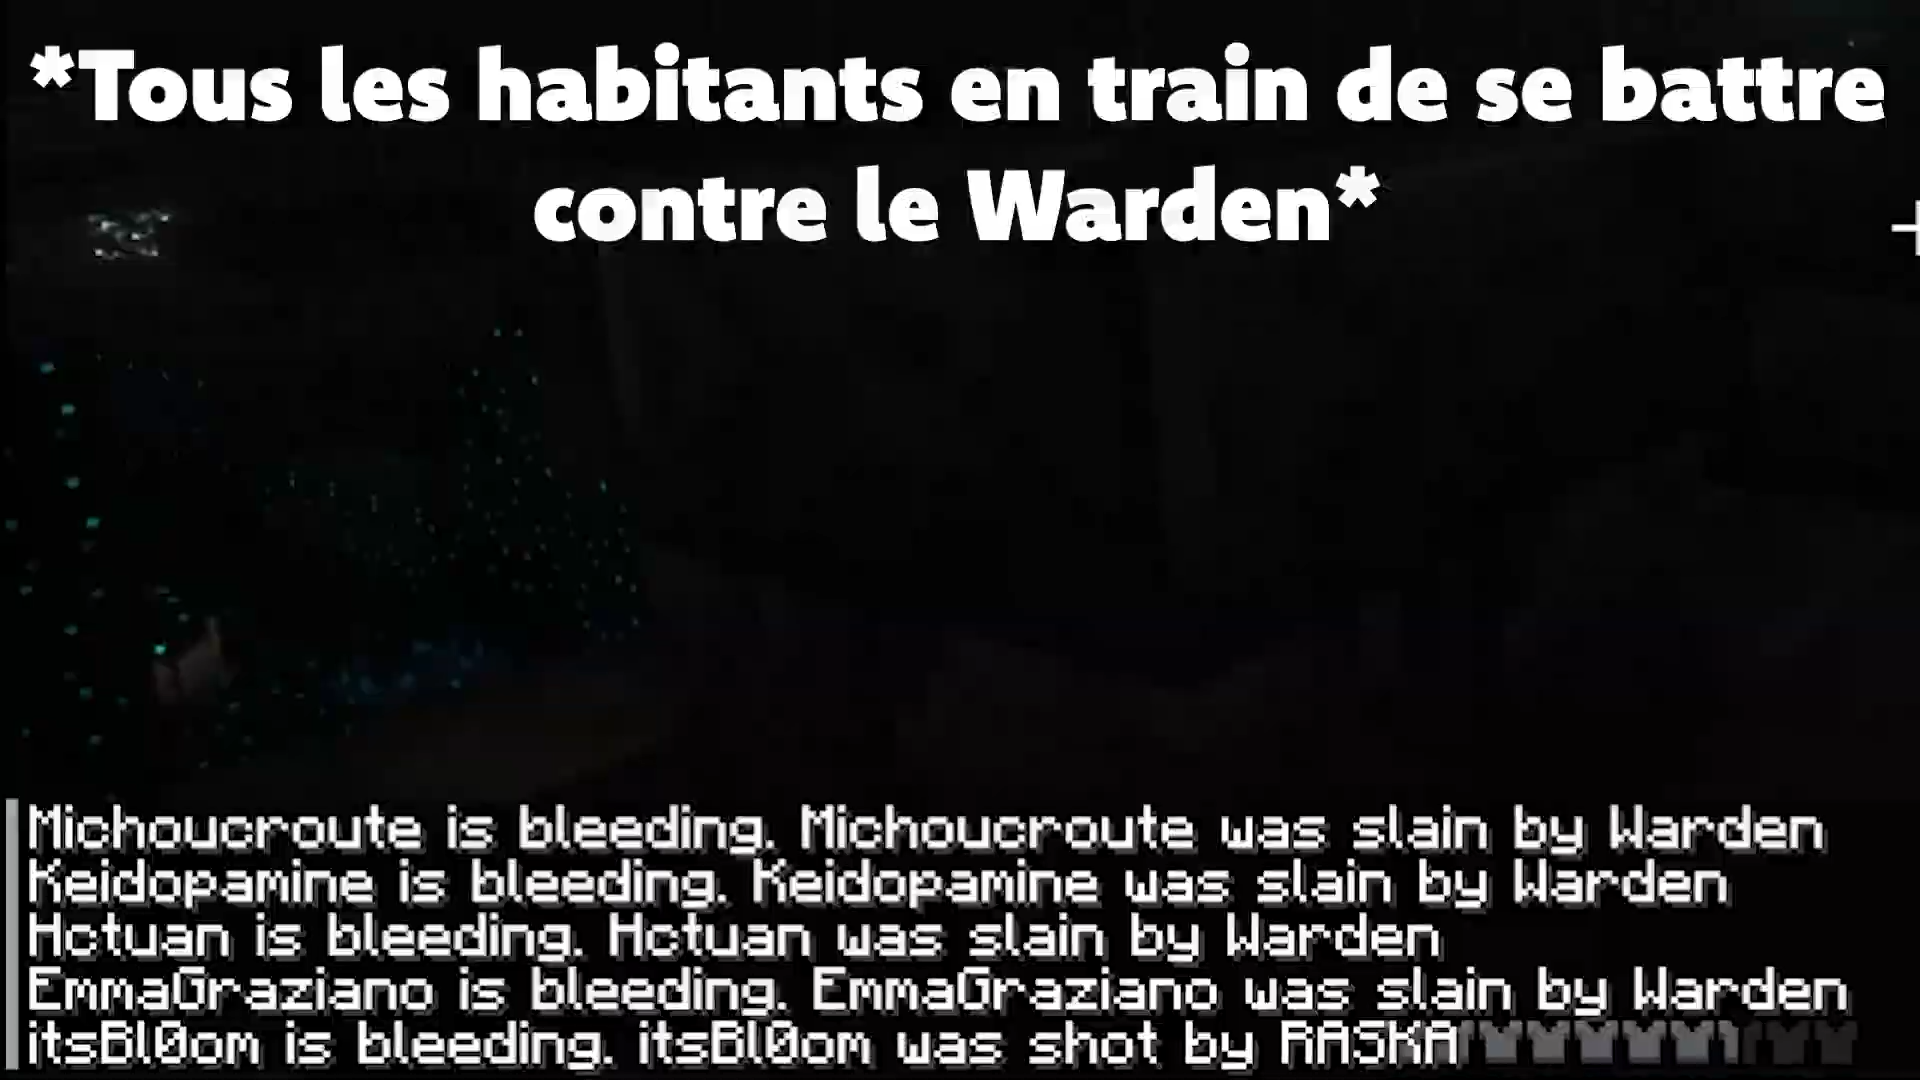 *Tous les habitants en train de se battre
contre le Warden*
Michoucroute is bleeding. Michoucroute was slain by Warden
Keidopamine is bleeding. Keidopamine was slain by Warden
Hctuan is bleeding. Hctuan was slain by Warden
EmmaGraziano is bleeding. EmmaGraziano was slain by Warden
itsBl0om is bleeding. itsBl0om was shot by RASKA